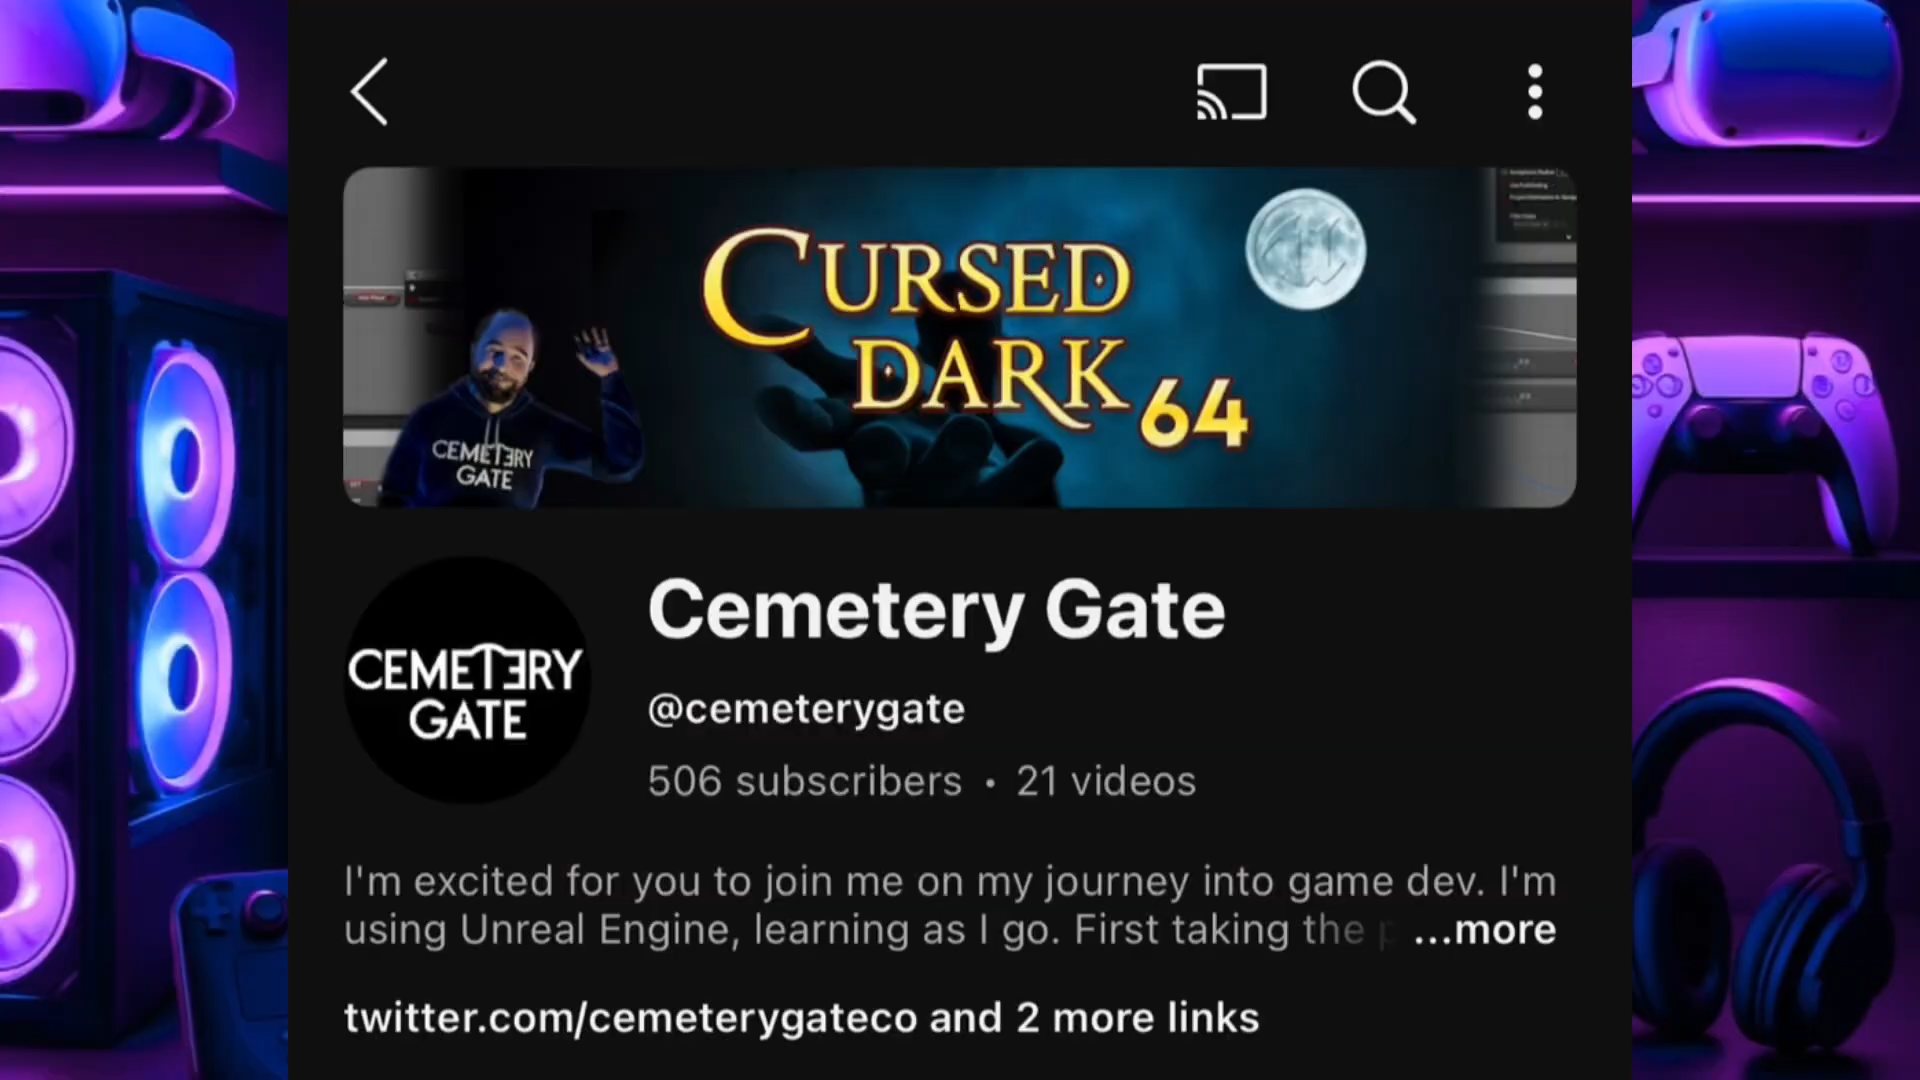 CURSED
DARK 64
CEMETERY
GATE
CEMETERY
GATE
Cemetery Gate
@cemeterygate
506 subscribers • 21 videos
I'm excited for you to join me on my journey into game dev. I'm
using Unreal Engine, learning as I go. First taking the ...more
twitter.com/cemeterygateco and 2 more links